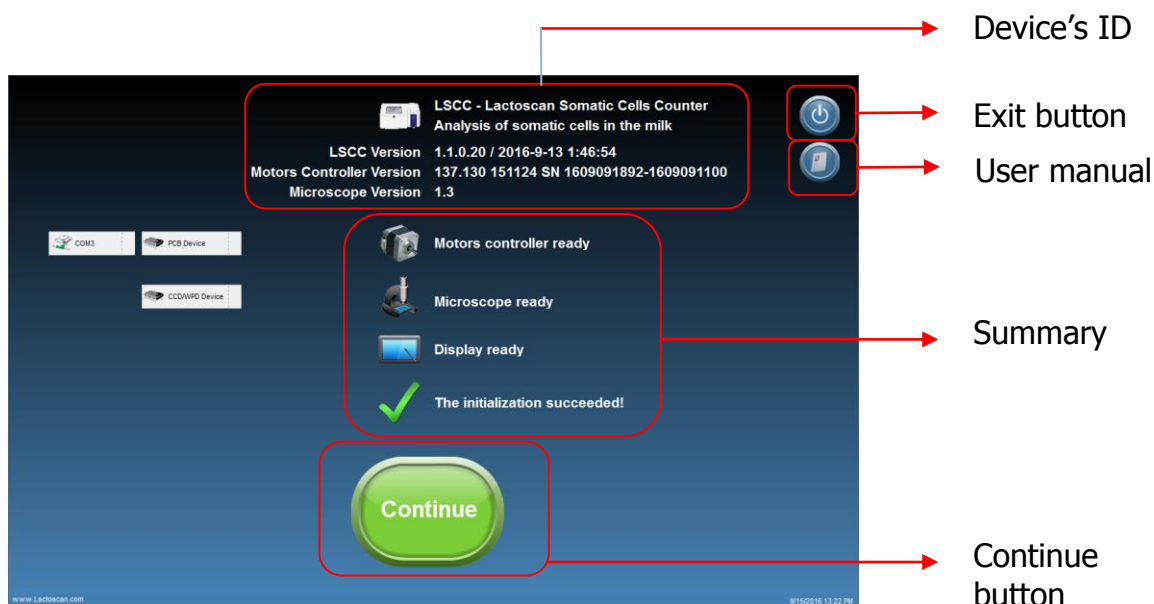 Device's ID
LSCC - Lactoscan Somatic Cells Counter
Analysis of somatic cells in the milk
Exit button
LSCC Version 1.1.0.20 / 2016-9-13 1:46:54
Motors Controller Version 137.130 151124 SN 1609091892-1609091100
User manual
Microscope Version 1.3
COM3
PCB Device
Motors controller ready
CCD/WPD Device
Microscope ready
Summary
Display ready
The initialization succeeded!
Continue
Continue
button
www.Lactoscan.com
9/15/2016 13:22 PM